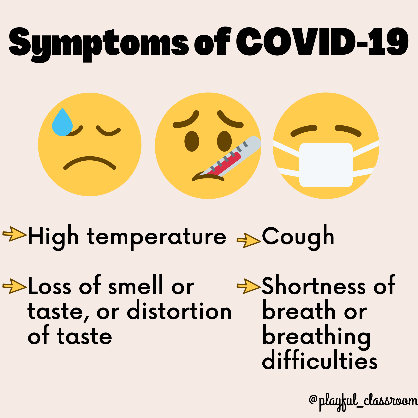 Symptoms of COVID-19
High temperature
Cough
Loss of smell or
taste, or distortion
of taste
Shortness of
breath or
breathing
difficulties
@playful_classroom